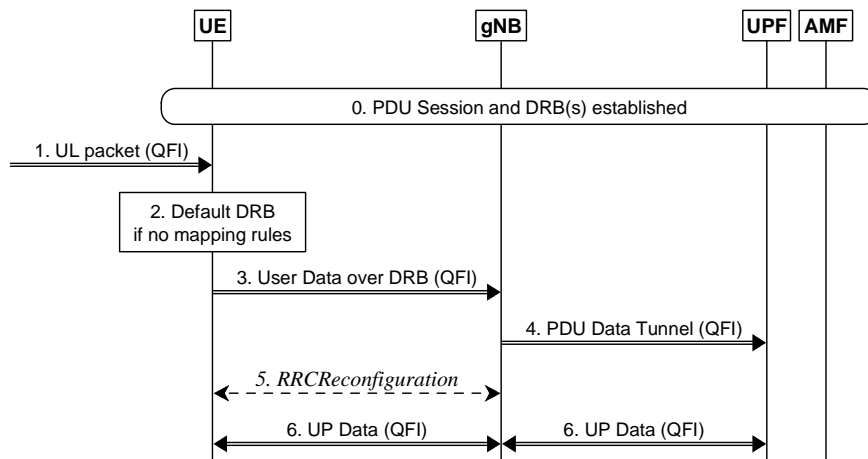 UE
gNB
UPF
AMF
0. PDU Session and DRB(s) established
1. UL packet (QFI)
2. Default DRB
if no mapping rules
3. User Data over DRB (QFI)
4. PDU Data Tunnel (QFI)
5. RRCReconfiguration
6. UP Data (QFI)
6. UP Data (QFI)